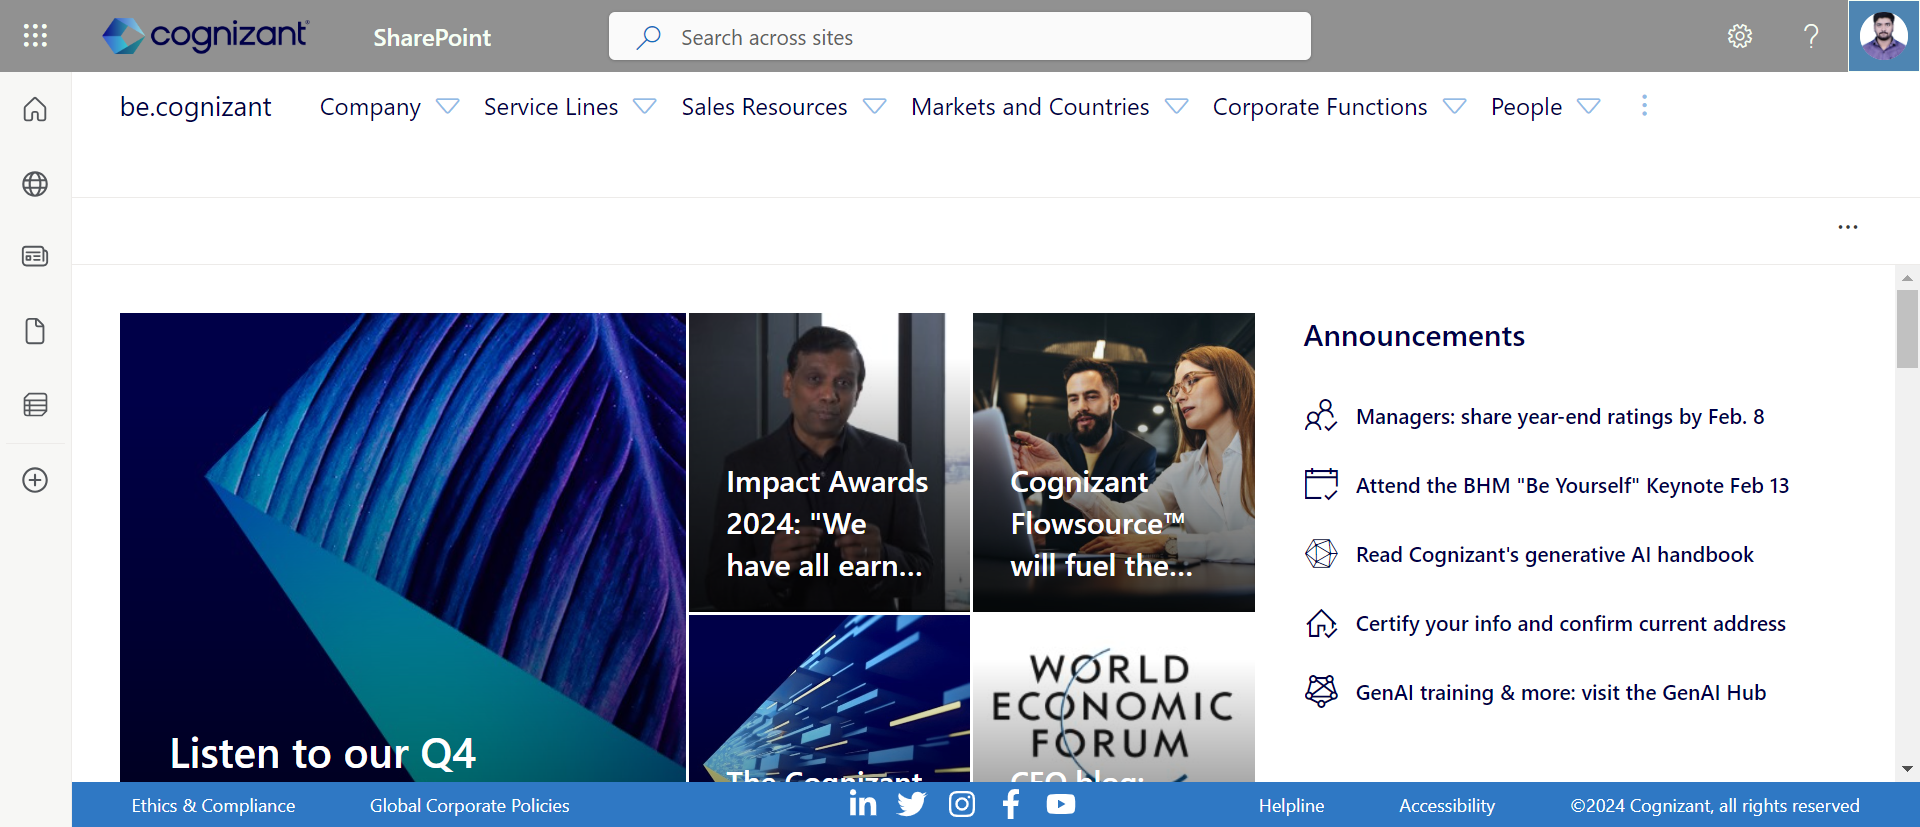 cognizant
SharePoint
Search across sites
be.cognizant
Company
Service Lines
Sales Resources
Markets and Countries
Corporate Functions
People
Impact Awards
2024: "We
have all earn...
Cognizant
Flowsource™
will fuel the...
Listen to our Q4
The Cognizant
WORLD
ECONOMIC
FORUM
CEO blog:
Announcements
Managers: share year-end ratings by Feb. 8
Attend the BHM "Be Yourself" Keynote Feb 13
Read Cognizant's generative AI handbook
Certify your info and confirm current address
GenAI training & more: visit the GenAI Hub
Ethics & Compliance
Global Corporate Policies
Helpline
Accessibility
©2024 Cognizant, all rights reserved